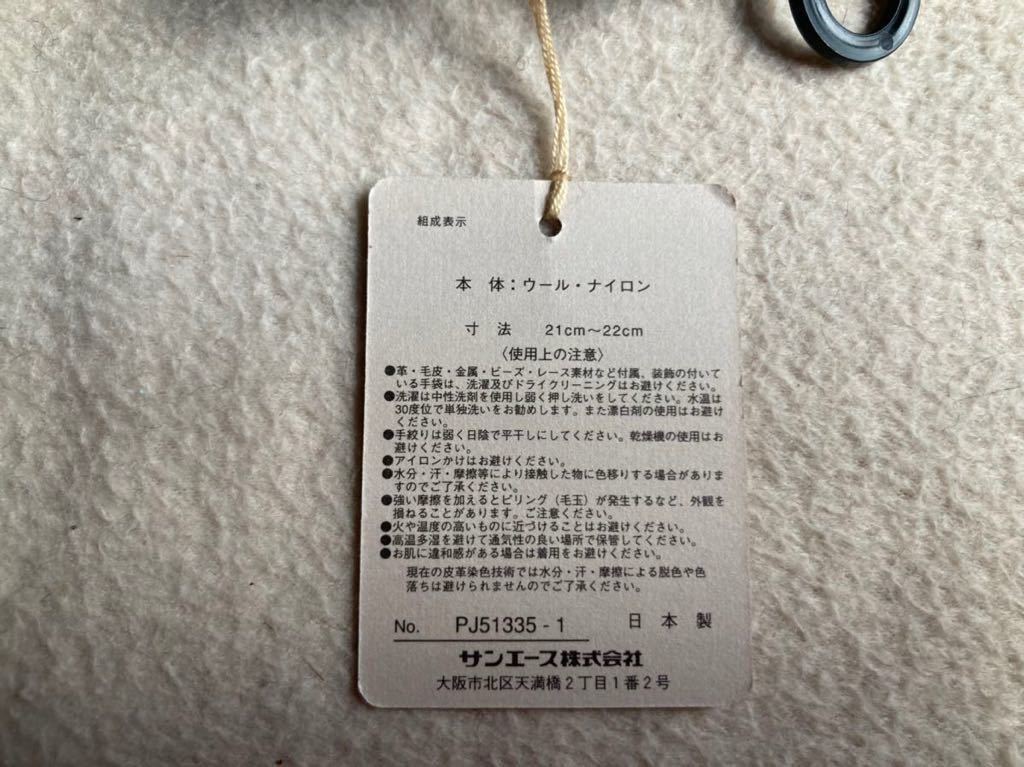 組成表示
本 体：ウール・ナイロン
寸 法 21cm～22cm
〈使用上の注意〉
●革・毛皮・金属・ビーズ・レース素材など付属、装飾の付いて
いる手袋は、洗濯及びドライクリーニングはお避けください。
●洗濯は中性洗剤を使用し弱く押し洗いをしてください。水温は
30度位で単独洗いをお勧めします。また漂白剤の使用はお避け
ください。
●手絞りは弱く日陰で平干しにしてください。乾燥機の使用はお
避けください。
●アイロンかけはお避けください。
●水分・汗・摩擦等により接触した物に色移りする場合がありま
すのでご了承ください。
●強い摩擦を加えるとピリング（毛玉）が発生するなど、外観を
損ねることがあります。ご注意ください。
●火や温度の高いものに近づけることはお避けください。
●高温多湿を避けて通気性の良い場所で保管してください。
●お肌に違和感がある場合は着用をお避けください。
現在の皮革染色技術では水分・汗・摩擦による脱色や色
落ちは避けられませんのでご了承ください。
No. PJ51335 - 1 日 本 製
サンエース株式会社
大阪市北区天満橋2丁目1番2号